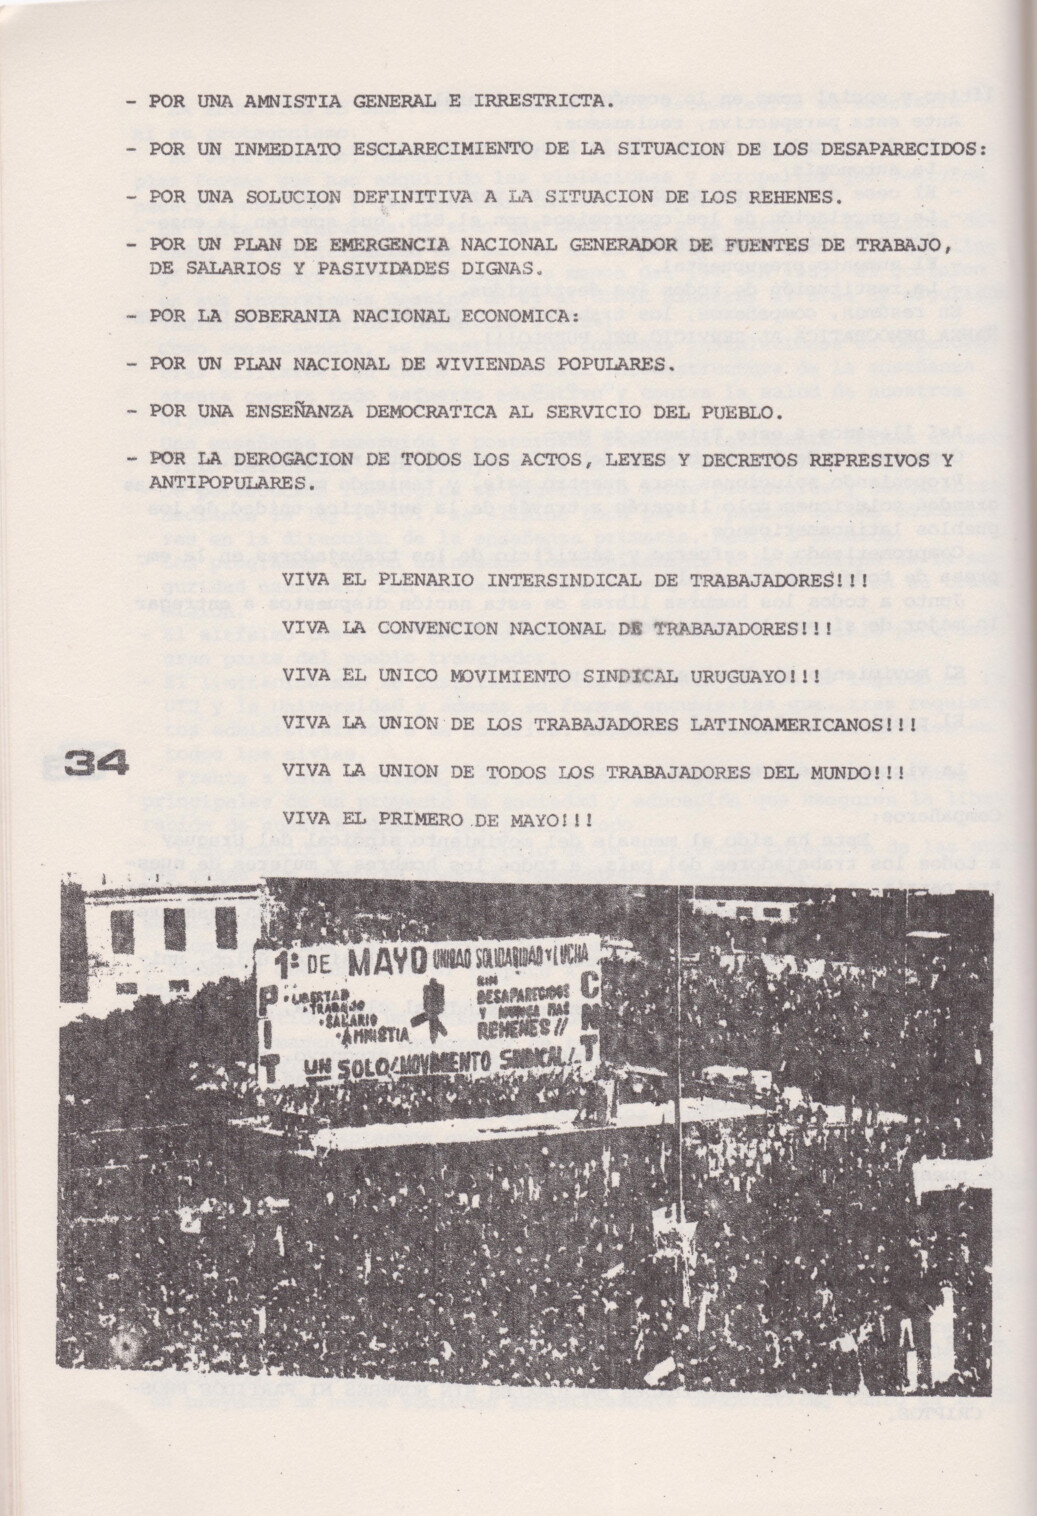 - POR UNA AMNISTIA GENERAL E IRRESTRICTA.
- POR UN INMEDIATO ESCLARECIMIENTO DE LA SITUACION DE LOS DESAPARECIDOS:
- POR UNA SOLUCION DEFINITIVA A LA SITUACION DE LOS REHENES.
- POR UN PLAN DE EMERGENCIA NACIONAL GENERADOR DE FUENTES DE TRABAJO,
DE SALARIOS Y PASIVIDADES DIGNAS.
- POR LA SOBERANIA NACIONAL ECONOMICA:
- POR UN PLAN NACIONAL DE VIVIENDAS POPULARES.
- POR UNA ENSEÑANZA DEMOCRATICA AL SERVICIO DEL PUEBLO.
- POR LA DEROGACION DE TODOS LOS ACTOS, LEYES Y DECRETOS REPRESIVOS Y
ANTIPOPULARES.
VIVA EL PLENARIO INTERSINDICAL DE TRABAJADORES!!!
VIVA LA CONVENCION NACIONAL DE TRABAJADORES!!!
VIVA EL UNICO MOVIMIENTO SINDICAL URUGUAYO!!!
VIVA LA UNION DE LOS TRABAJADORES LATINOAMERICANOS!!!
34
VIVA LA UNION DE TODOS LOS TRABAJADORES DEL MUNDO!!!
VIVA EL PRIMERO DE MAYO!!!
1º DE MAYO UNIDAD SOLIDARIDAD Y LUCHA
PIT
· LIBERTAD
· TRABAJO
· SALARIO
· AMNISTIA
SIN
DESAPARECIDOS
Y NUNCA MAS
REHENES //
CNT
UN SOLO MOVIMIENTO SINDICAL